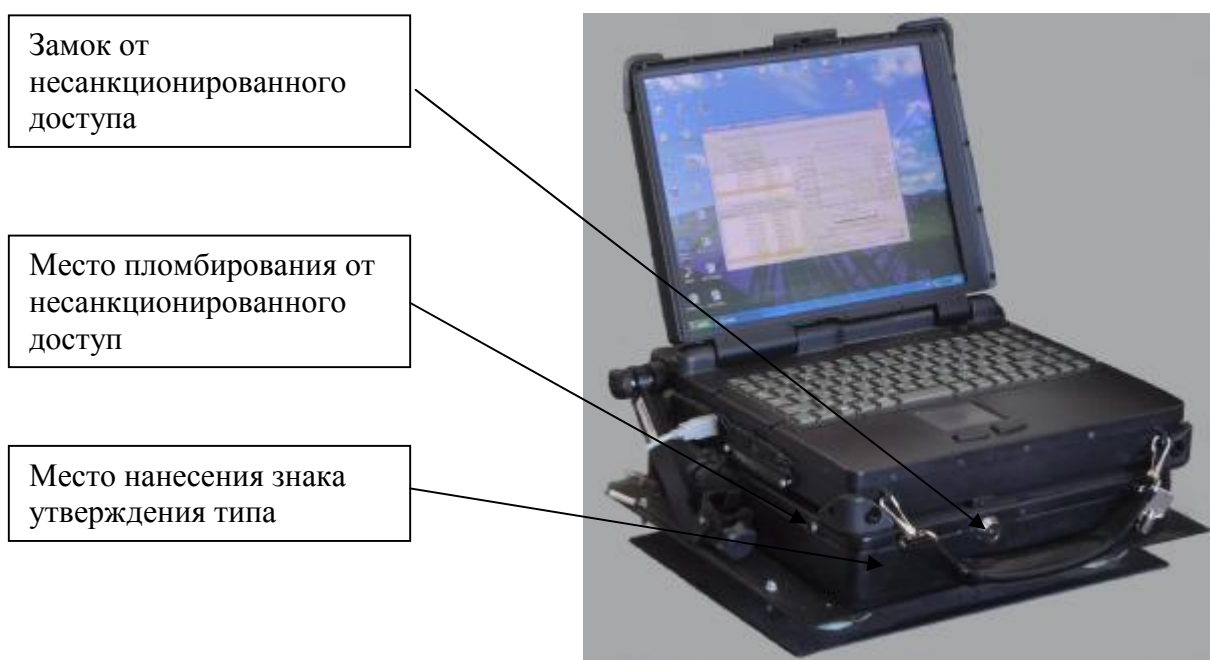 Замок от
несанкционированного
доступа
Место пломбирования от
несанкционированного
доступ
Место нанесения знака
утверждения типа